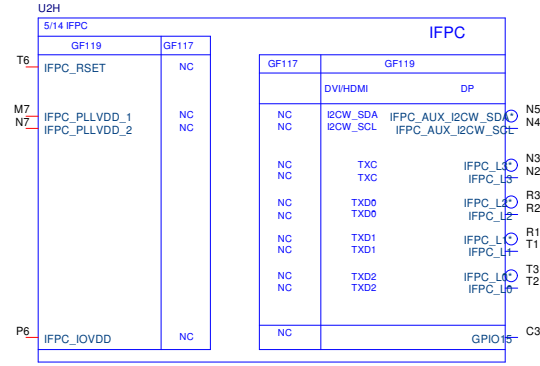 U2H
5/14 IFPC
IFPC
GF119 GF117
T6 IFPC_RSET NC
GF117 GF119
DVI/HDMI DP
M7 IFPC_PLLVDD_1 NC
N7 IFPC_PLLVDD_2 NC
NC I2CW_SDA IFPC_AUX_I2CW_SDA* N5
NC I2CW_SCL IFPC_AUX_I2CW_SCL N4
NC TXC IFPC_L3* N3
NC TXC IFPC_L3 N2
NC TXD0 IFPC_L2* R3
NC TXD0 IFPC_L2 R2
NC TXD1 IFPC_L1* R1
NC TXD1 IFPC_L1 T1
NC TXD2 IFPC_L0* T3
NC TXD2 IFPC_L0 T2
P6 IFPC_IOVDD NC
NC GPIO15 C3